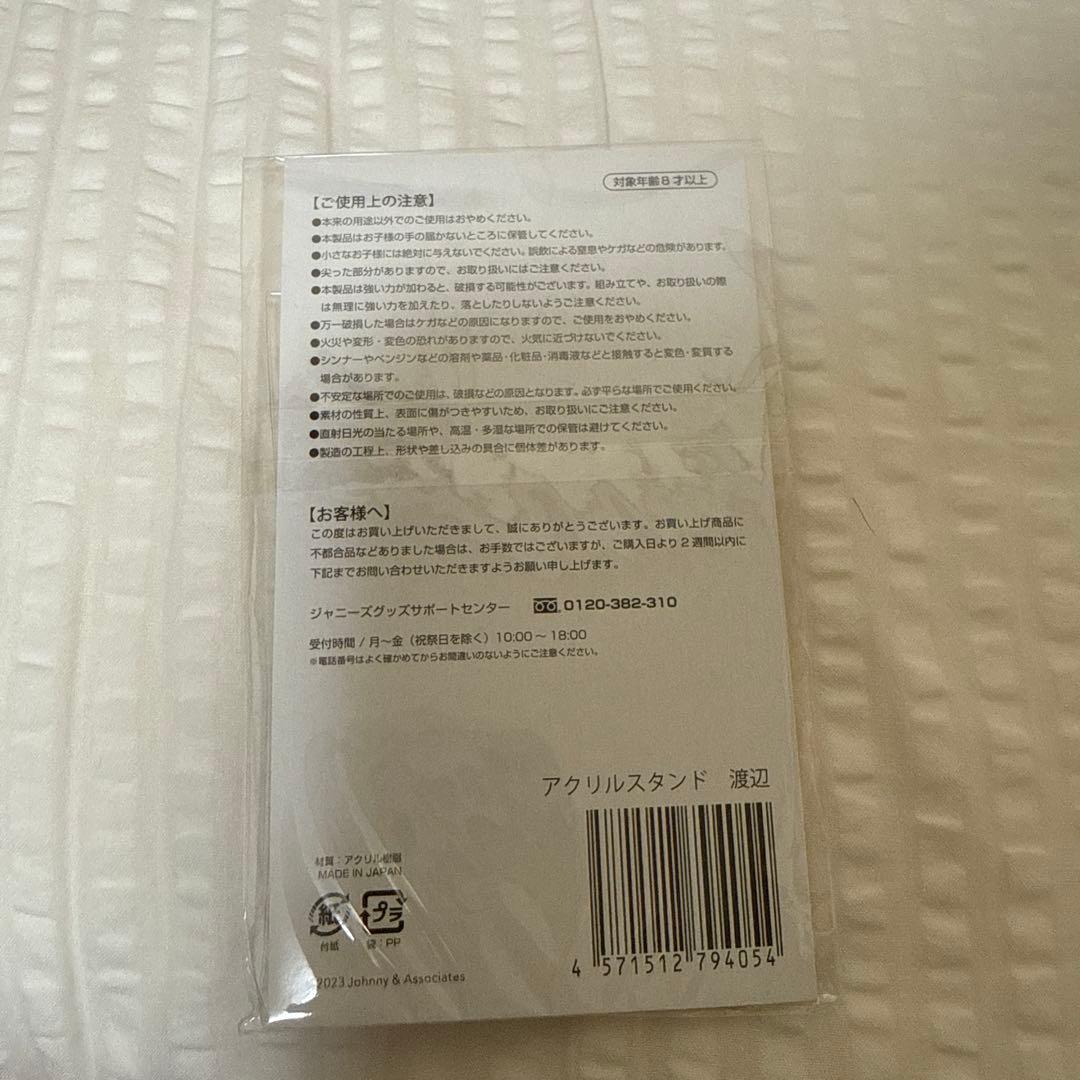 対象年齢8才以上
【ご使用上の注意】
●本来の用途以外でのご使用はおやめください。
●本製品はお子様の手の届かないところに保管してください。
●小さなお子様には絶対に与えないでください。誤飲による窒息やケガなどの危険があります。
●尖った部分がありますので、お取り扱いにはご注意ください。
●本製品は強い力が加わると、破損する可能性がございます。組み立てや、お取り扱いの際
は無理に強い力を加えたり、落としたりしないようご注意ください。
●万一破損した場合はケガなどの原因になりますので、ご使用をおやめください。
●火災や変形・変色の恐れがありますので、火気に近づけないでください。
●シンナーやベンジンなどの溶剤や薬品・化粧品・消毒液などと接触すると変色・変質する
場合があります。
●不安定な場所でのご使用は、破損などの原因となります。必ず平らな場所でご使用ください。
●素材の性質上、表面に傷がつきやすいため、お取り扱いにご注意ください。
●直射日光の当たる場所や、高温・多湿な場所での保管は避けてください。
●製造の工程上、形状や差し込みの具合に個体差があります。
【お客様へ】
この度はお買い上げいただきまして、誠にありがとうございます。お買い上げ商品に
不都合品などありました場合は、お手数ではございますが、ご購入日より2週間以内に
下記までお問い合わせいただきますようお願い申し上げます。
ジャニーズグッズサポートセンター 0120-382-310
受付時間 / 月〜金（祝祭日を除く）10:00〜18:00
※電話番号はよく確かめてからお間違いのないようにご注意ください。
アクリルスタンド 渡辺
材質：アクリル樹脂
MADE IN JAPAN
紙 プラ
台紙 袋：PP
4 571512 794054
2023 Johnny & Associates